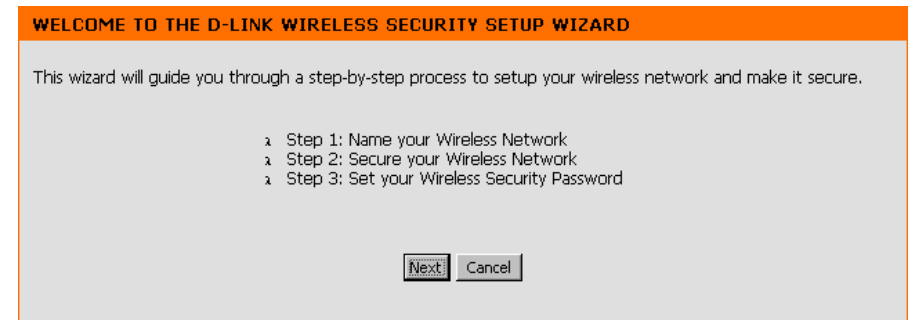 WELCOME TO THE D-LINK WIRELESS SECURITY SETUP WIZARD
This wizard will guide you through a step-by-step process to setup your wireless network and make it secure.
λ Step 1: Name your Wireless Network
λ Step 2: Secure your Wireless Network
λ Step 3: Set your Wireless Security Password
Next Cancel